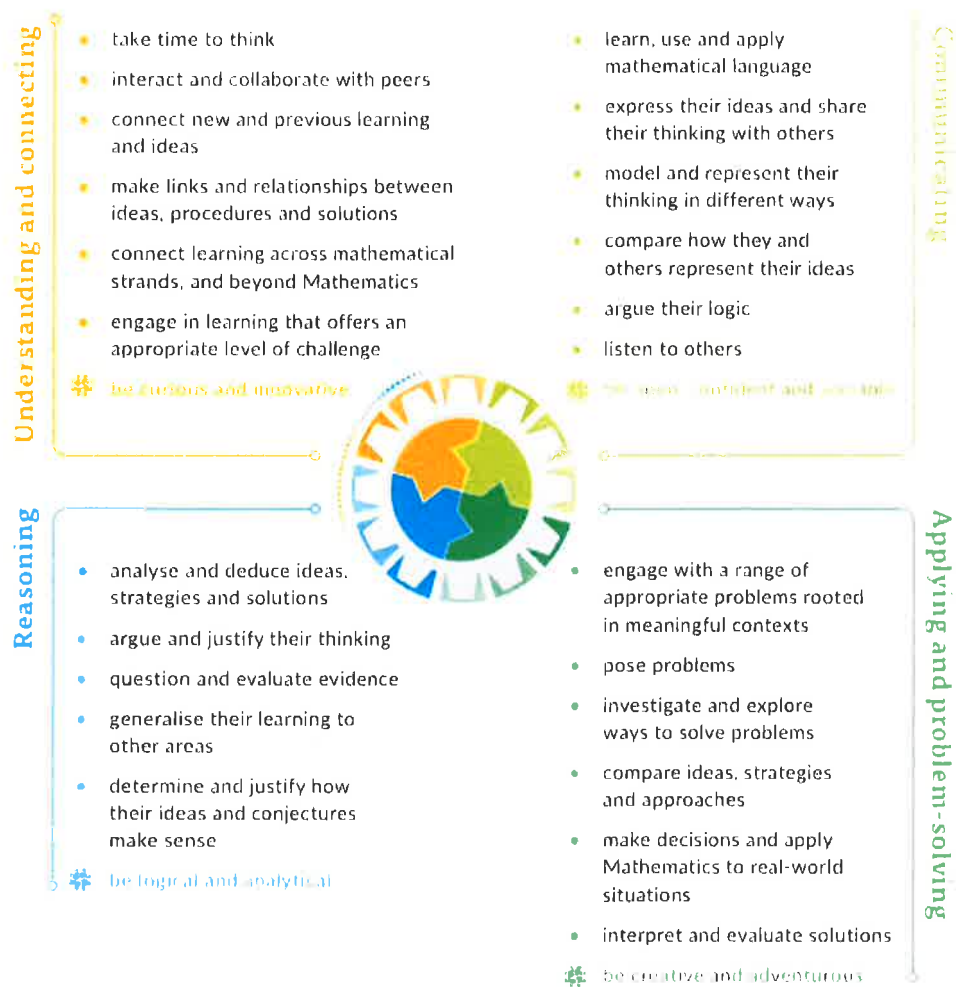 Understanding and connecting
take time to think
interact and collaborate with peers
connect new and previous learning
and ideas
make links and relationships between
ideas, procedures and solutions
connect learning across mathematical
strands, and beyond Mathematics
engage in learning that offers an
appropriate level of challenge
be curious and innovative
Communicating
learn, use and apply
mathematical language
express their ideas and share
their thinking with others
model and represent their
thinking in different ways
compare how they and
others represent their ideas
argue their logic
listen to others
be open, confident and
Reasoning
analyse and deduce ideas,
strategies and solutions
argue and justify their thinking
question and evaluate evidence
generalise their learning to
other areas
determine and justify how
their ideas and conjectures
make sense
be logical and analytical
Applying and problem-solving
engage with a range of
appropriate problems rooted
in meaningful contexts
pose problems
investigate and explore
ways to solve problems
compare ideas, strategies
and approaches
make decisions and apply
Mathematics to real-world
situations
interpret and evaluate solutions
be creative and adventurous